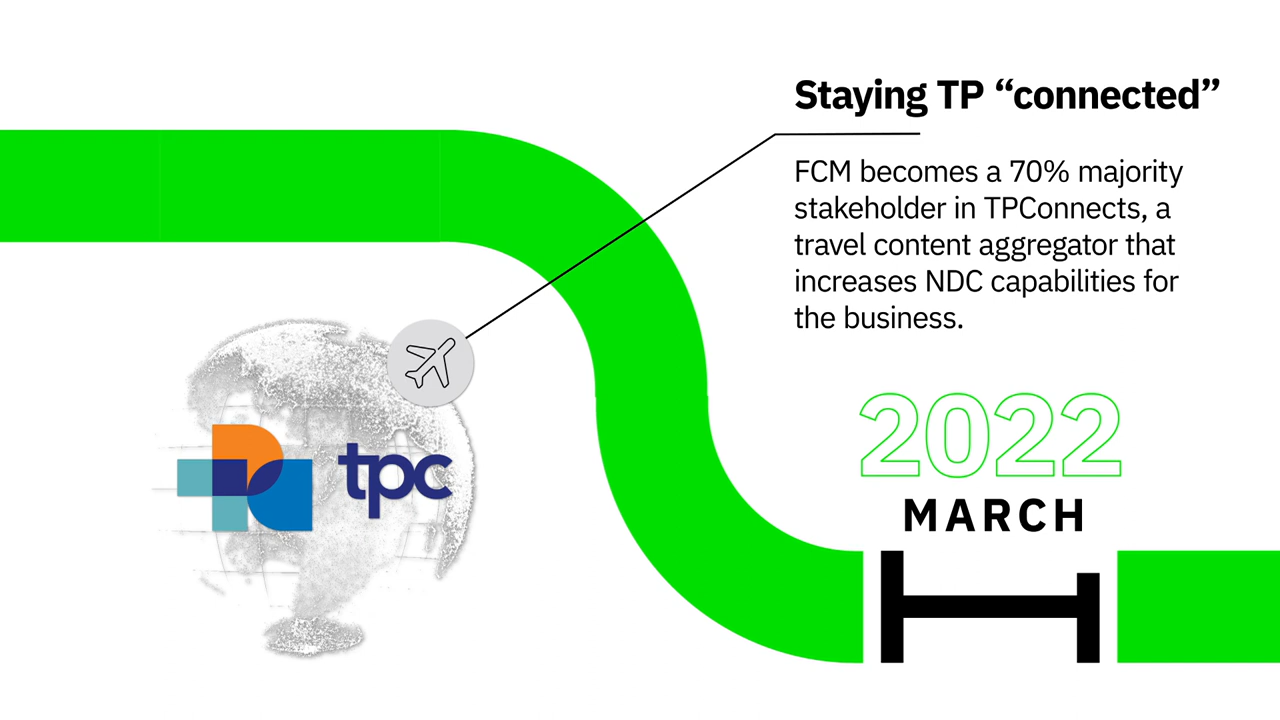 Staying TP “connected”
FCM becomes a 70% majority
stakeholder in TPConnects, a
travel content aggregator that
increases NDC capabilities for
the business.
tpc
2022
MARCH